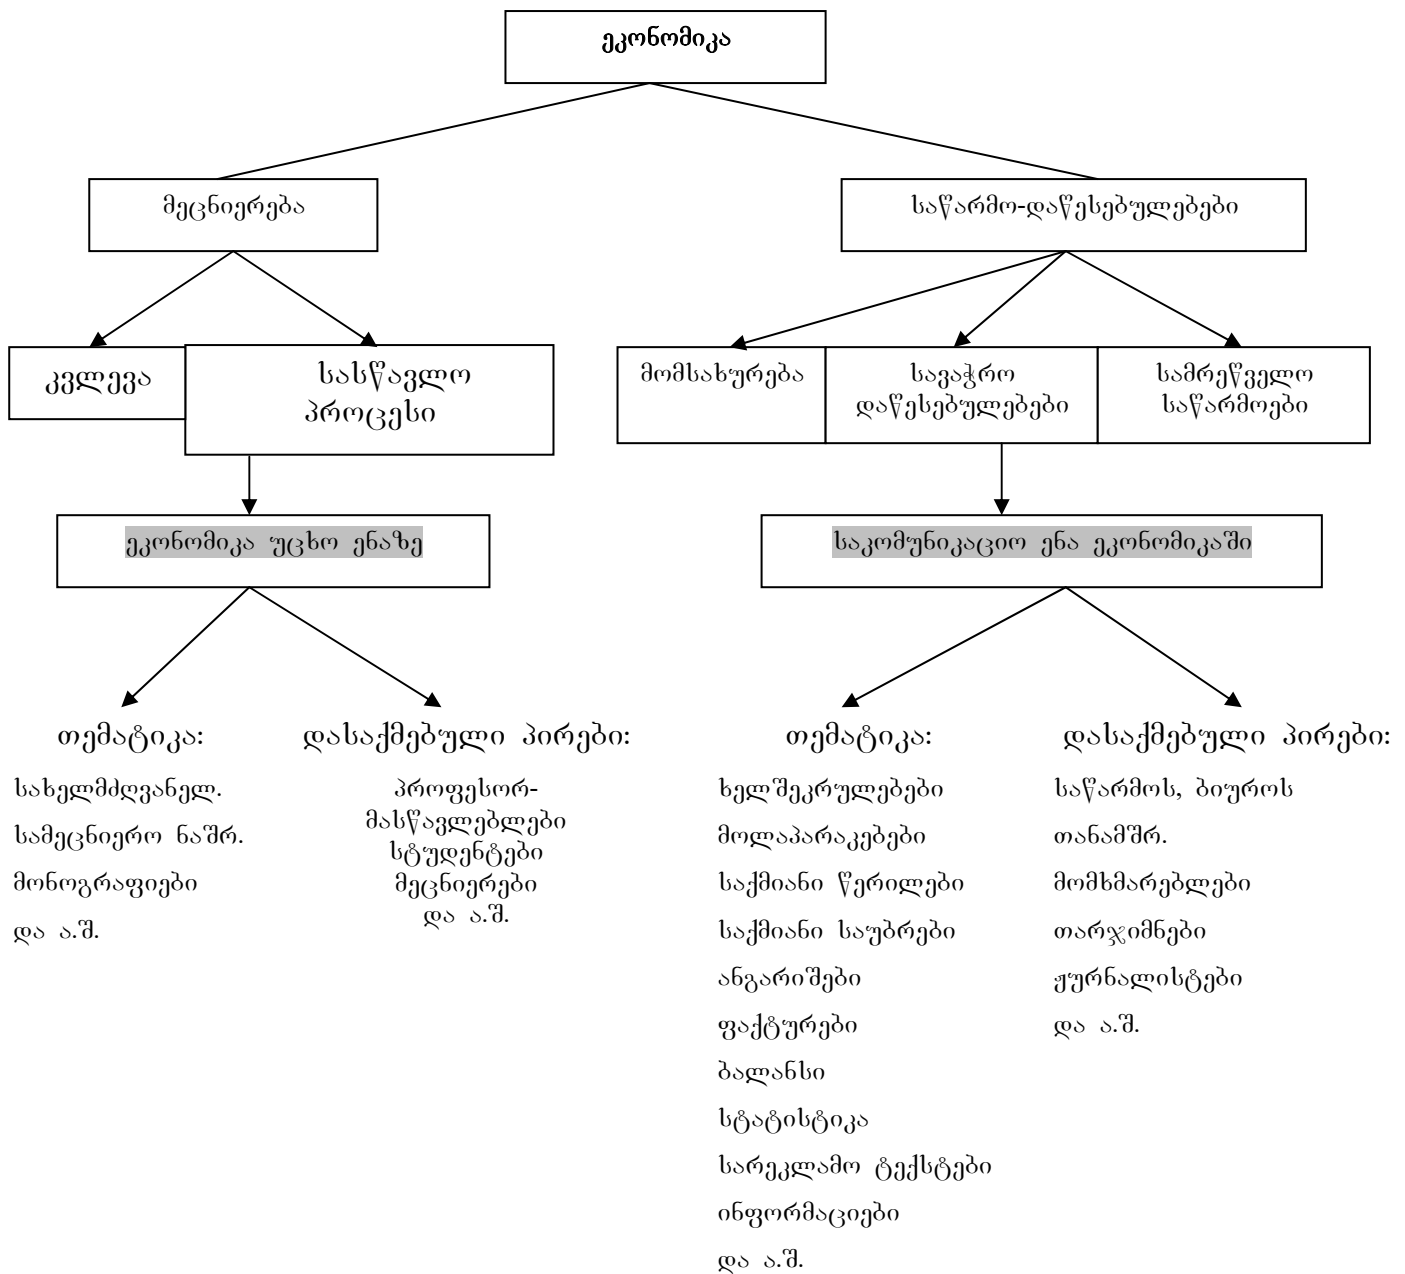 ეკონომიკა
მეცნიერება
საწარმო-დაწესებულებები
კვლევა
სასწავლო
პროცესი
მომსახურება
სავაჭრო
დაწესებულებები
სამრეწველო
საწარმოები
ეკონომიკა უცხო ენაზე
საკომუნიკაციო ენა ეკონომიკაში
თემატიკა:
სახელმძღვანელ.
სამეცნიერო ნაშრ.
მონოგრაფიები
და ა.შ.
დასაქმებული პირები:
პროფესორ-
მასწავლებლები
სტუდენტები
მეცნიერები
და ა.შ.
თემატიკა:
ხელშეკრულებები
მოლაპარაკებები
საქმიანი წერილები
საქმიანი საუბრები
ანგარიშები
ფაქტურები
ბალანსი
სტატისტიკა
სარეკლამო ტექსტები
ინფორმაციები
და ა.შ.
დასაქმებული პირები:
საწარმოს, ბიუროს
თანამშრ.
მომხმარებლები
თარჯიმნები
ჟურნალისტები
და ა.შ.